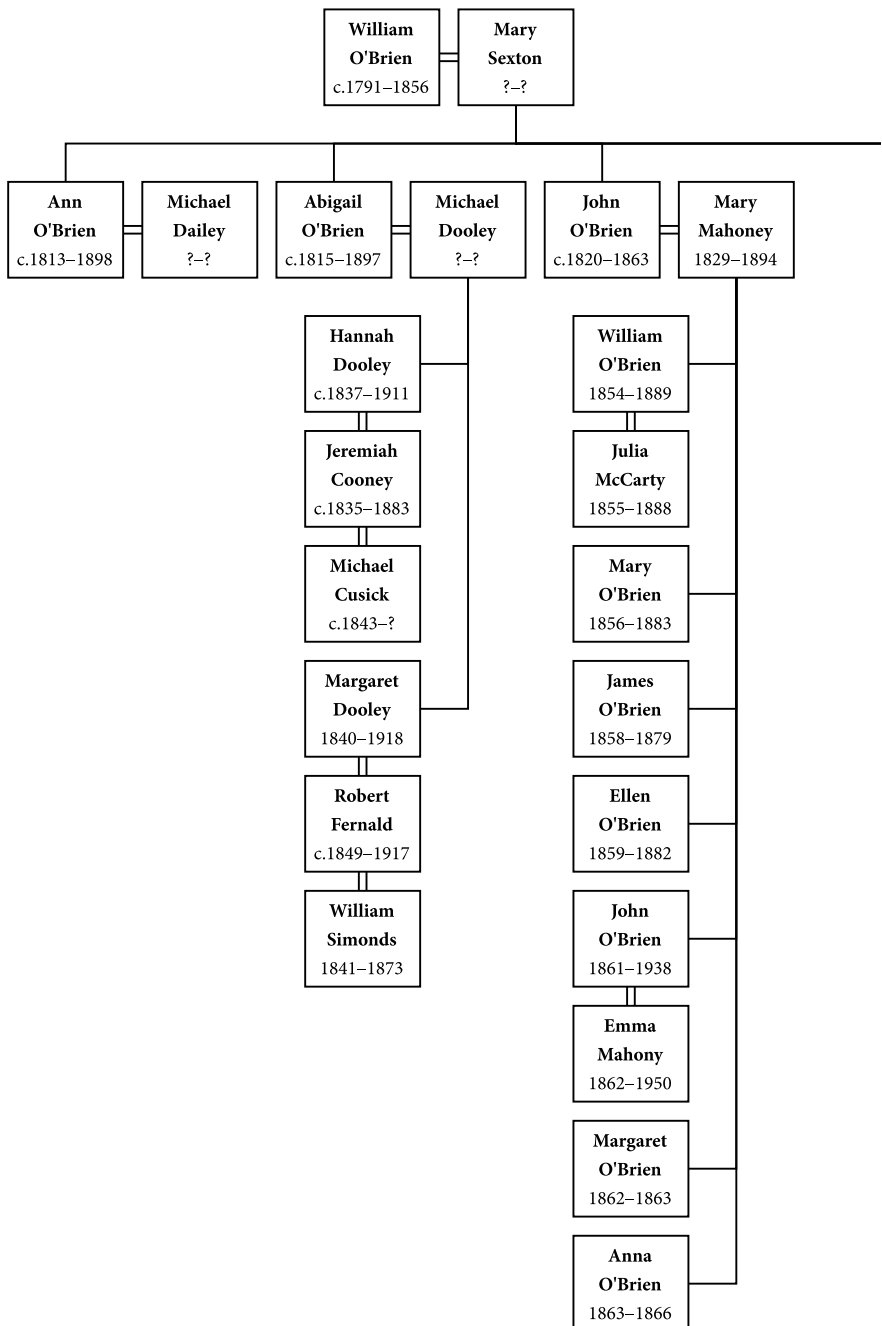 William
O'Brien
c.1791–1856
Mary
Sexton
?–?
Ann
O'Brien
c.1813–1898
Michael
Dailey
?–?
Abigail
O'Brien
c.1815–1897
Michael
Dooley
?–?
John
O'Brien
c.1820–1863
Mary
Mahoney
1829–1894
Hannah
Dooley
c.1837–1911
Jeremiah
Cooney
c.1835–1883
Michael
Cusick
c.1843–?
Margaret
Dooley
1840–1918
Robert
Fernald
c.1849–1917
William
Simonds
1841–1873
William
O'Brien
1854–1889
Julia
McCarty
1855–1888
Mary
O'Brien
1856–1883
James
O'Brien
1858–1879
Ellen
O'Brien
1859–1882
John
O'Brien
1861–1938
Emma
Mahony
1862–1950
Margaret
O'Brien
1862–1863
Anna
O'Brien
1863–1866